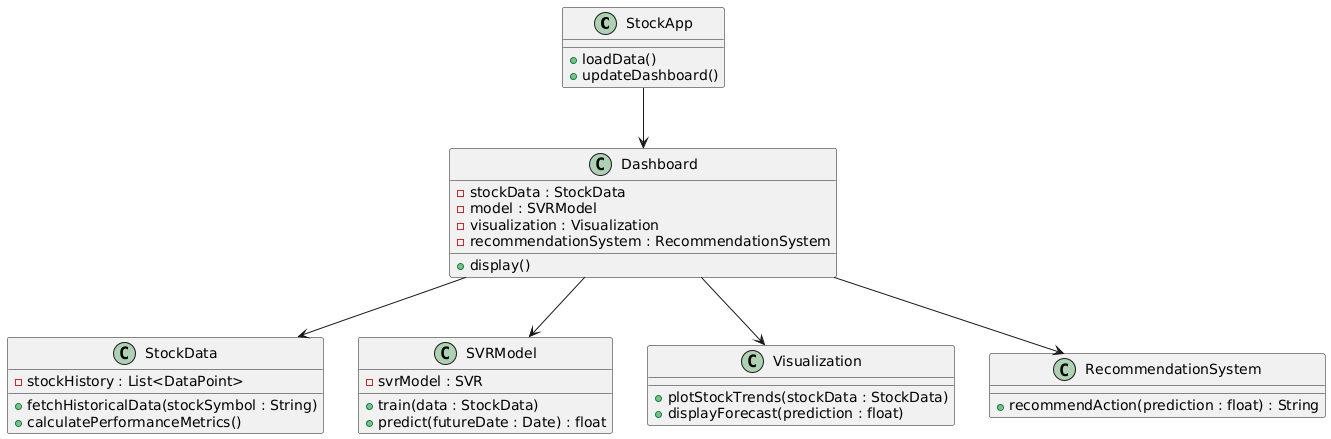 C StockApp
loadData()
updateDashboard()
C Dashboard
stockData : StockData
model : SVRModel
visualization : Visualization
recommendationSystem : RecommendationSystem
display()
C StockData
stockHistory : List<DataPoint>
fetchHistoricalData(stockSymbol : String)
calculatePerformanceMetrics()
C SVRModel
svrModel : SVR
train(data : StockData)
predict(futureDate : Date) : float
C Visualization
plotStockTrends(stockData : StockData)
displayForecast(prediction : float)
C RecommendationSystem
recommendAction(prediction : float) : String